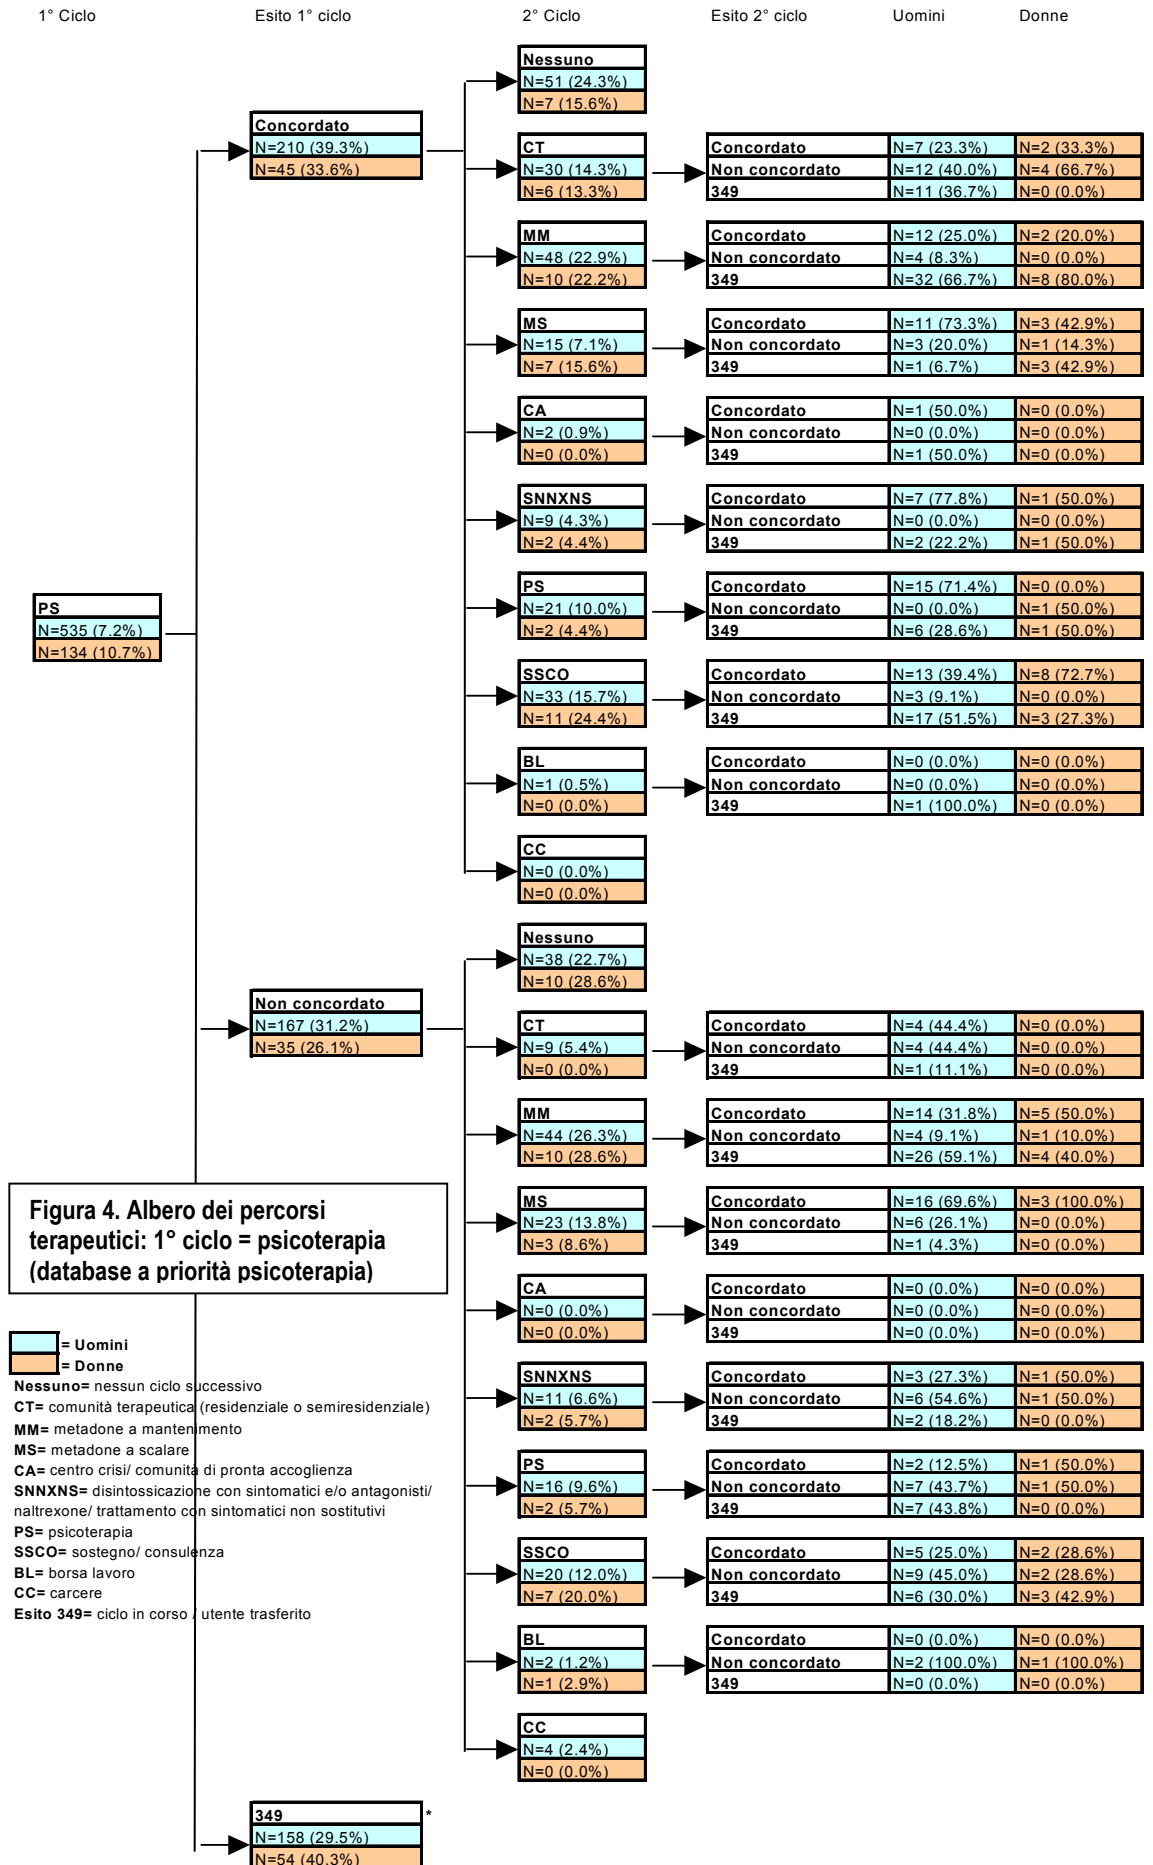 1° Ciclo Esito 1° ciclo 2° Ciclo Esito 2° ciclo Uomini Donne
Nessuno
N=51 (24.3%)
N=7 (15.6%)
Concordato
N=210 (39.3%)
N=45 (33.6%)
CT
N=30 (14.3%)
N=6 (13.3%)
Concordato N=7 (23.3%) N=2 (33.3%)
Non concordato N=12 (40.0%) N=4 (66.7%)
349 N=11 (36.7%) N=0 (0.0%)
MM
N=48 (22.9%)
N=10 (22.2%)
Concordato N=12 (25.0%) N=2 (20.0%)
Non concordato N=4 (8.3%) N=0 (0.0%)
349 N=32 (66.7%) N=8 (80.0%)
MS
N=15 (7.1%)
N=7 (15.6%)
Concordato N=11 (73.3%) N=3 (42.9%)
Non concordato N=3 (20.0%) N=1 (14.3%)
349 N=1 (6.7%) N=3 (42.9%)
CA
N=2 (0.9%)
N=0 (0.0%)
Concordato N=1 (50.0%) N=0 (0.0%)
Non concordato N=0 (0.0%) N=0 (0.0%)
349 N=1 (50.0%) N=0 (0.0%)
SNNXNS
N=9 (4.3%)
N=2 (4.4%)
Concordato N=7 (77.8%) N=1 (50.0%)
Non concordato N=0 (0.0%) N=0 (0.0%)
349 N=2 (22.2%) N=1 (50.0%)
PS
N=535 (7.2%)
N=134 (10.7%)
PS
N=21 (10.0%)
N=2 (4.4%)
Concordato N=15 (71.4%) N=0 (0.0%)
Non concordato N=0 (0.0%) N=1 (50.0%)
349 N=6 (28.6%) N=1 (50.0%)
SSCO
N=33 (15.7%)
N=11 (24.4%)
Concordato N=13 (39.4%) N=8 (72.7%)
Non concordato N=3 (9.1%) N=0 (0.0%)
349 N=17 (51.5%) N=3 (27.3%)
BL
N=1 (0.5%)
N=0 (0.0%)
Concordato N=0 (0.0%) N=0 (0.0%)
Non concordato N=0 (0.0%) N=0 (0.0%)
349 N=1 (100.0%) N=0 (0.0%)
CC
N=0 (0.0%)
N=0 (0.0%)
Nessuno
N=38 (22.7%)
N=10 (28.6%)
Non concordato
N=167 (31.2%)
N=35 (26.1%)
CT
N=9 (5.4%)
N=0 (0.0%)
Concordato N=4 (44.4%) N=0 (0.0%)
Non concordato N=4 (44.4%) N=0 (0.0%)
349 N=1 (11.1%) N=0 (0.0%)
MM
N=44 (26.3%)
N=10 (28.6%)
Concordato N=14 (31.8%) N=5 (50.0%)
Non concordato N=4 (9.1%) N=1 (10.0%)
349 N=26 (59.1%) N=4 (40.0%)
Figura 4. Albero dei percorsi
terapeutici: 1° ciclo = psicoterapia
(database a priorità psicoterapia)
MS
N=23 (13.8%)
N=3 (8.6%)
Concordato N=16 (69.6%) N=3 (100.0%)
Non concordato N=6 (26.1%) N=0 (0.0%)
349 N=1 (4.3%) N=0 (0.0%)
CA
N=0 (0.0%)
N=0 (0.0%)
Concordato N=0 (0.0%) N=0 (0.0%)
Non concordato N=0 (0.0%) N=0 (0.0%)
349 N=0 (0.0%) N=0 (0.0%)
= Uomini
= Donne
Nessuno= nessun ciclo successivo
CT= comunità terapeutica (residenziale o semiresidenziale)
MM= metadone a mantenimento
MS= metadone a scalare
CA= centro crisi/ comunità di pronta accoglienza
SNNXNS= disintossicazione con sintomatici e/o antagonisti/
naltrexone/ trattamento con sintomatici non sostitutivi
PS= psicoterapia
SSCO= sostegno/ consulenza
BL= borsa lavoro
CC= carcere
Esito 349= ciclo in corso / utente trasferito
SNNXNS
N=11 (6.6%)
N=2 (5.7%)
Concordato N=3 (27.3%) N=1 (50.0%)
Non concordato N=6 (54.6%) N=1 (50.0%)
349 N=2 (18.2%) N=0 (0.0%)
PS
N=16 (9.6%)
N=2 (5.7%)
Concordato N=2 (12.5%) N=1 (50.0%)
Non concordato N=7 (43.7%) N=1 (50.0%)
349 N=7 (43.8%) N=0 (0.0%)
SSCO
N=20 (12.0%)
N=7 (20.0%)
Concordato N=5 (25.0%) N=2 (28.6%)
Non concordato N=9 (45.0%) N=2 (28.6%)
349 N=6 (30.0%) N=3 (42.9%)
BL
N=2 (1.2%)
N=1 (2.9%)
Concordato N=0 (0.0%) N=0 (0.0%)
Non concordato N=2 (100.0%) N=1 (100.0%)
349 N=0 (0.0%) N=0 (0.0%)
CC
N=4 (2.4%)
N=0 (0.0%)
349 *
N=158 (29.5%)
N=54 (40.3%)